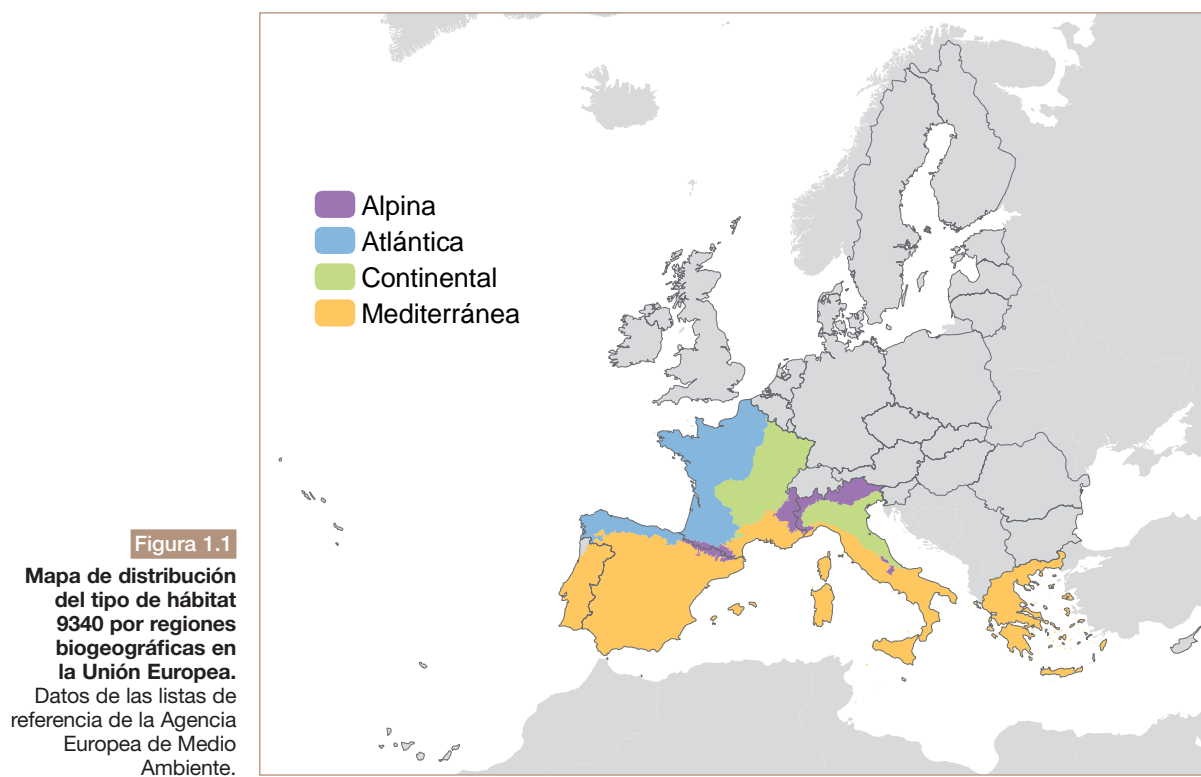 Alpina
Atlántica
Continental
Mediterránea
Figura 1.1
Mapa de distribución
del tipo de hábitat
9340 por regiones
biogeográficas en
la Unión Europea.
Datos de las listas de
referencia de la Agencia
Europea de Medio
Ambiente.